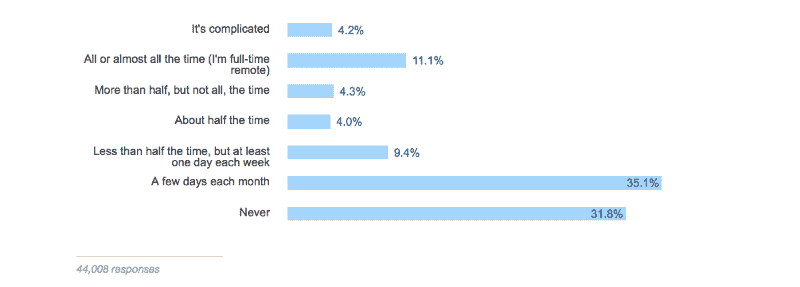 It's complicated
4.2%
All or almost all the time (I'm full-time
remote)
11.1%
More than half, but not all, the time
4.3%
About half the time
4.0%
Less than half the time, but at least
one day each week
9.4%
A few days each month
35.1%
Never
31.8%
44,008 responses